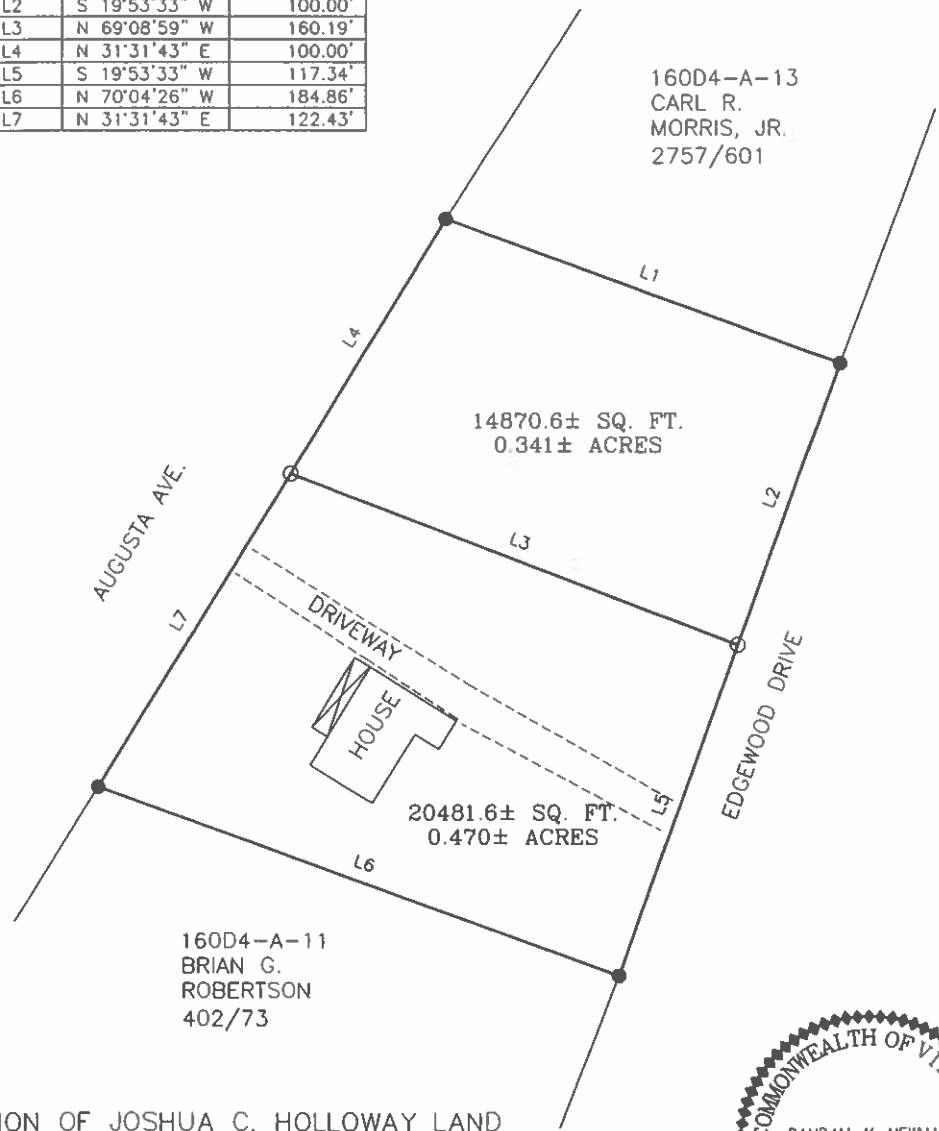 L2 S 19°53'33" W 100.00'
L3 N 69°08'59" W 160.19'
L4 N 31°31'43" E 100.00'
L5 S 19°53'33" W 117.34'
L6 N 70°04'26" W 184.86'
L7 N 31°31'43" E 122.43'
160D4-A-13
CARL R.
MORRIS, JR.
2757/601
L1
L4
14870.6± SQ. FT.
0.341± ACRES
L2
AUGUSTA AVE.
L3
L7
DRIVEWAY
HOUSE
EDGEWOOD DRIVE
L5
20481.6± SQ. FT.
0.470± ACRES
L6
160D4-A-11
BRIAN G.
ROBERTSON
402/73
COMMONWEALTH OF
ION OF JOSHUA C. HOLLOWAY LAND